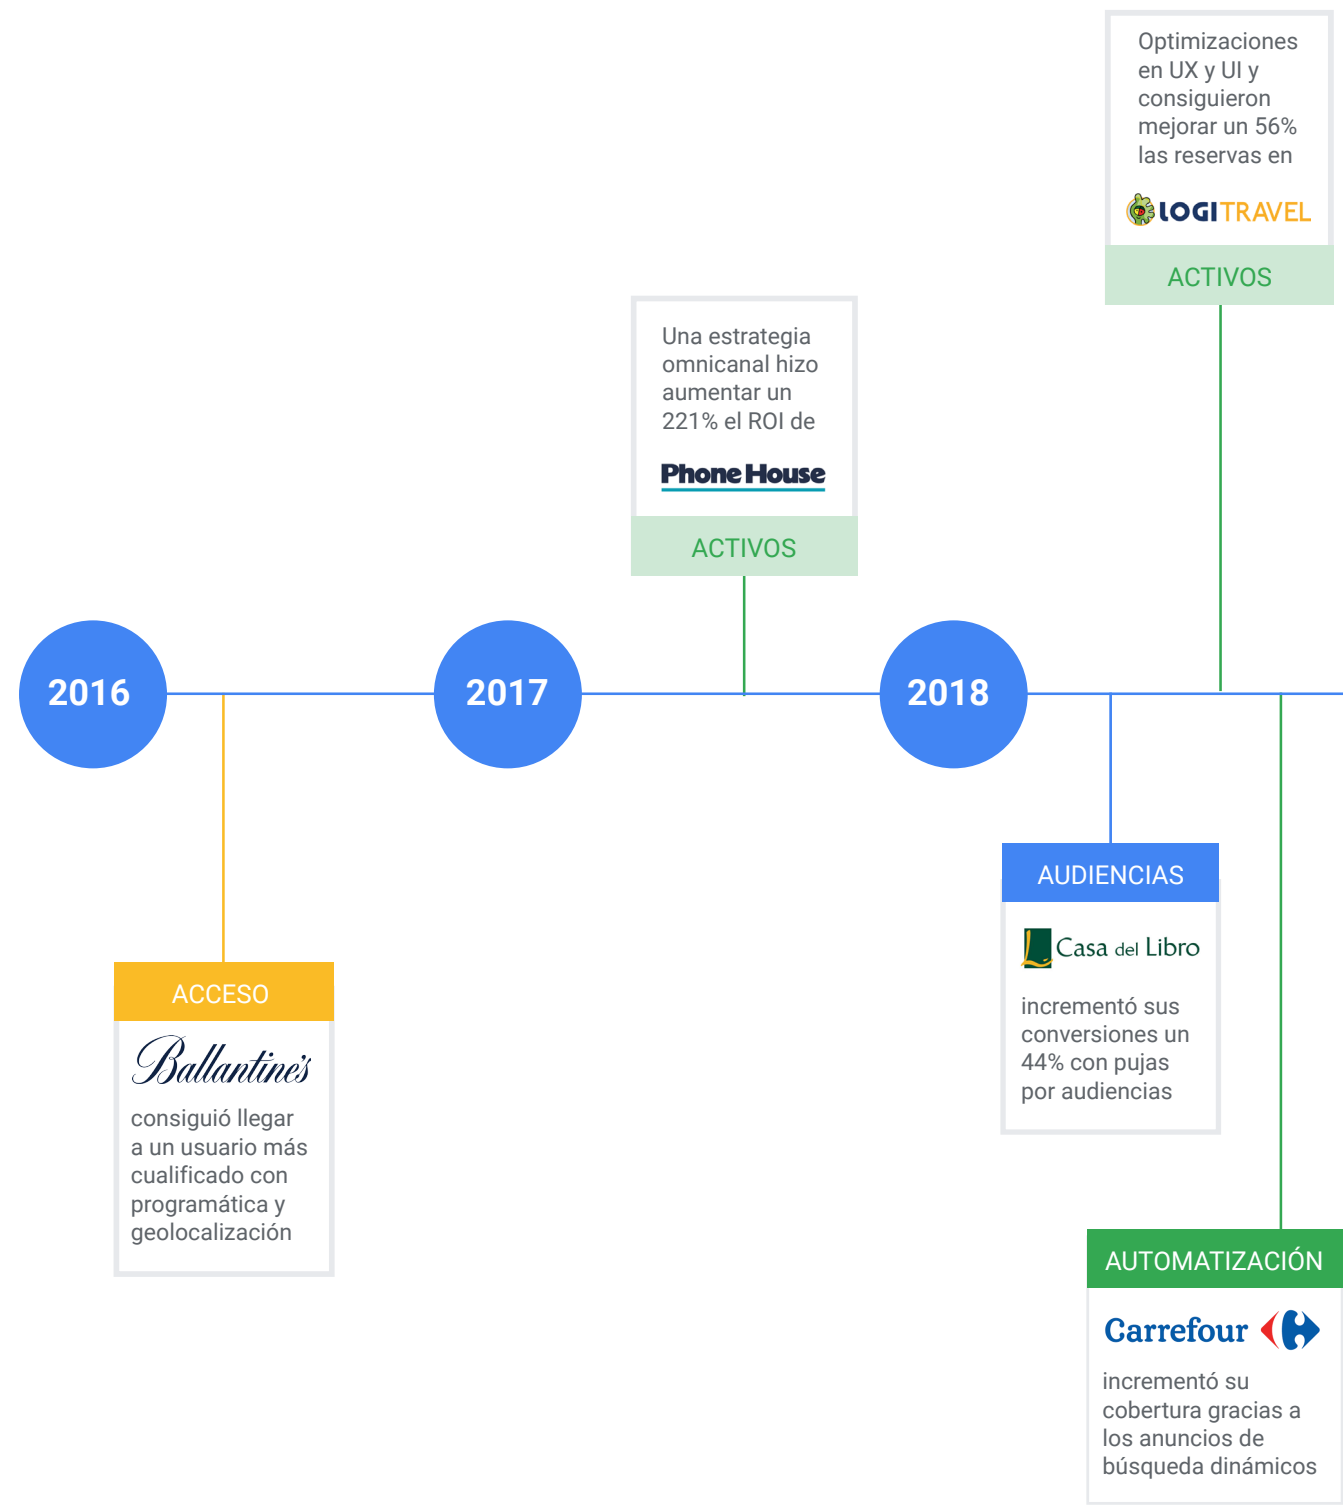 Optimizaciones
en UX y UI y
consiguieron
mejorar un 56%
las reservas en
LOGITRAVEL
ACTIVOS
Una estrategia
omnicanal hizo
aumentar un
221% el ROI de
Phone House
ACTIVOS
2016
2017
2018
AUDIENCIAS
Casa del Libro
incrementó sus
conversiones un
44% con pujas
por audiencias
ACCESO
Ballantine's
consiguió llegar
a un usuario más
cualificado con
programática y
geolocalización
AUTOMATIZACIÓN
Carrefour
incrementó su
cobertura gracias a
los anuncios de
búsqueda dinámicos